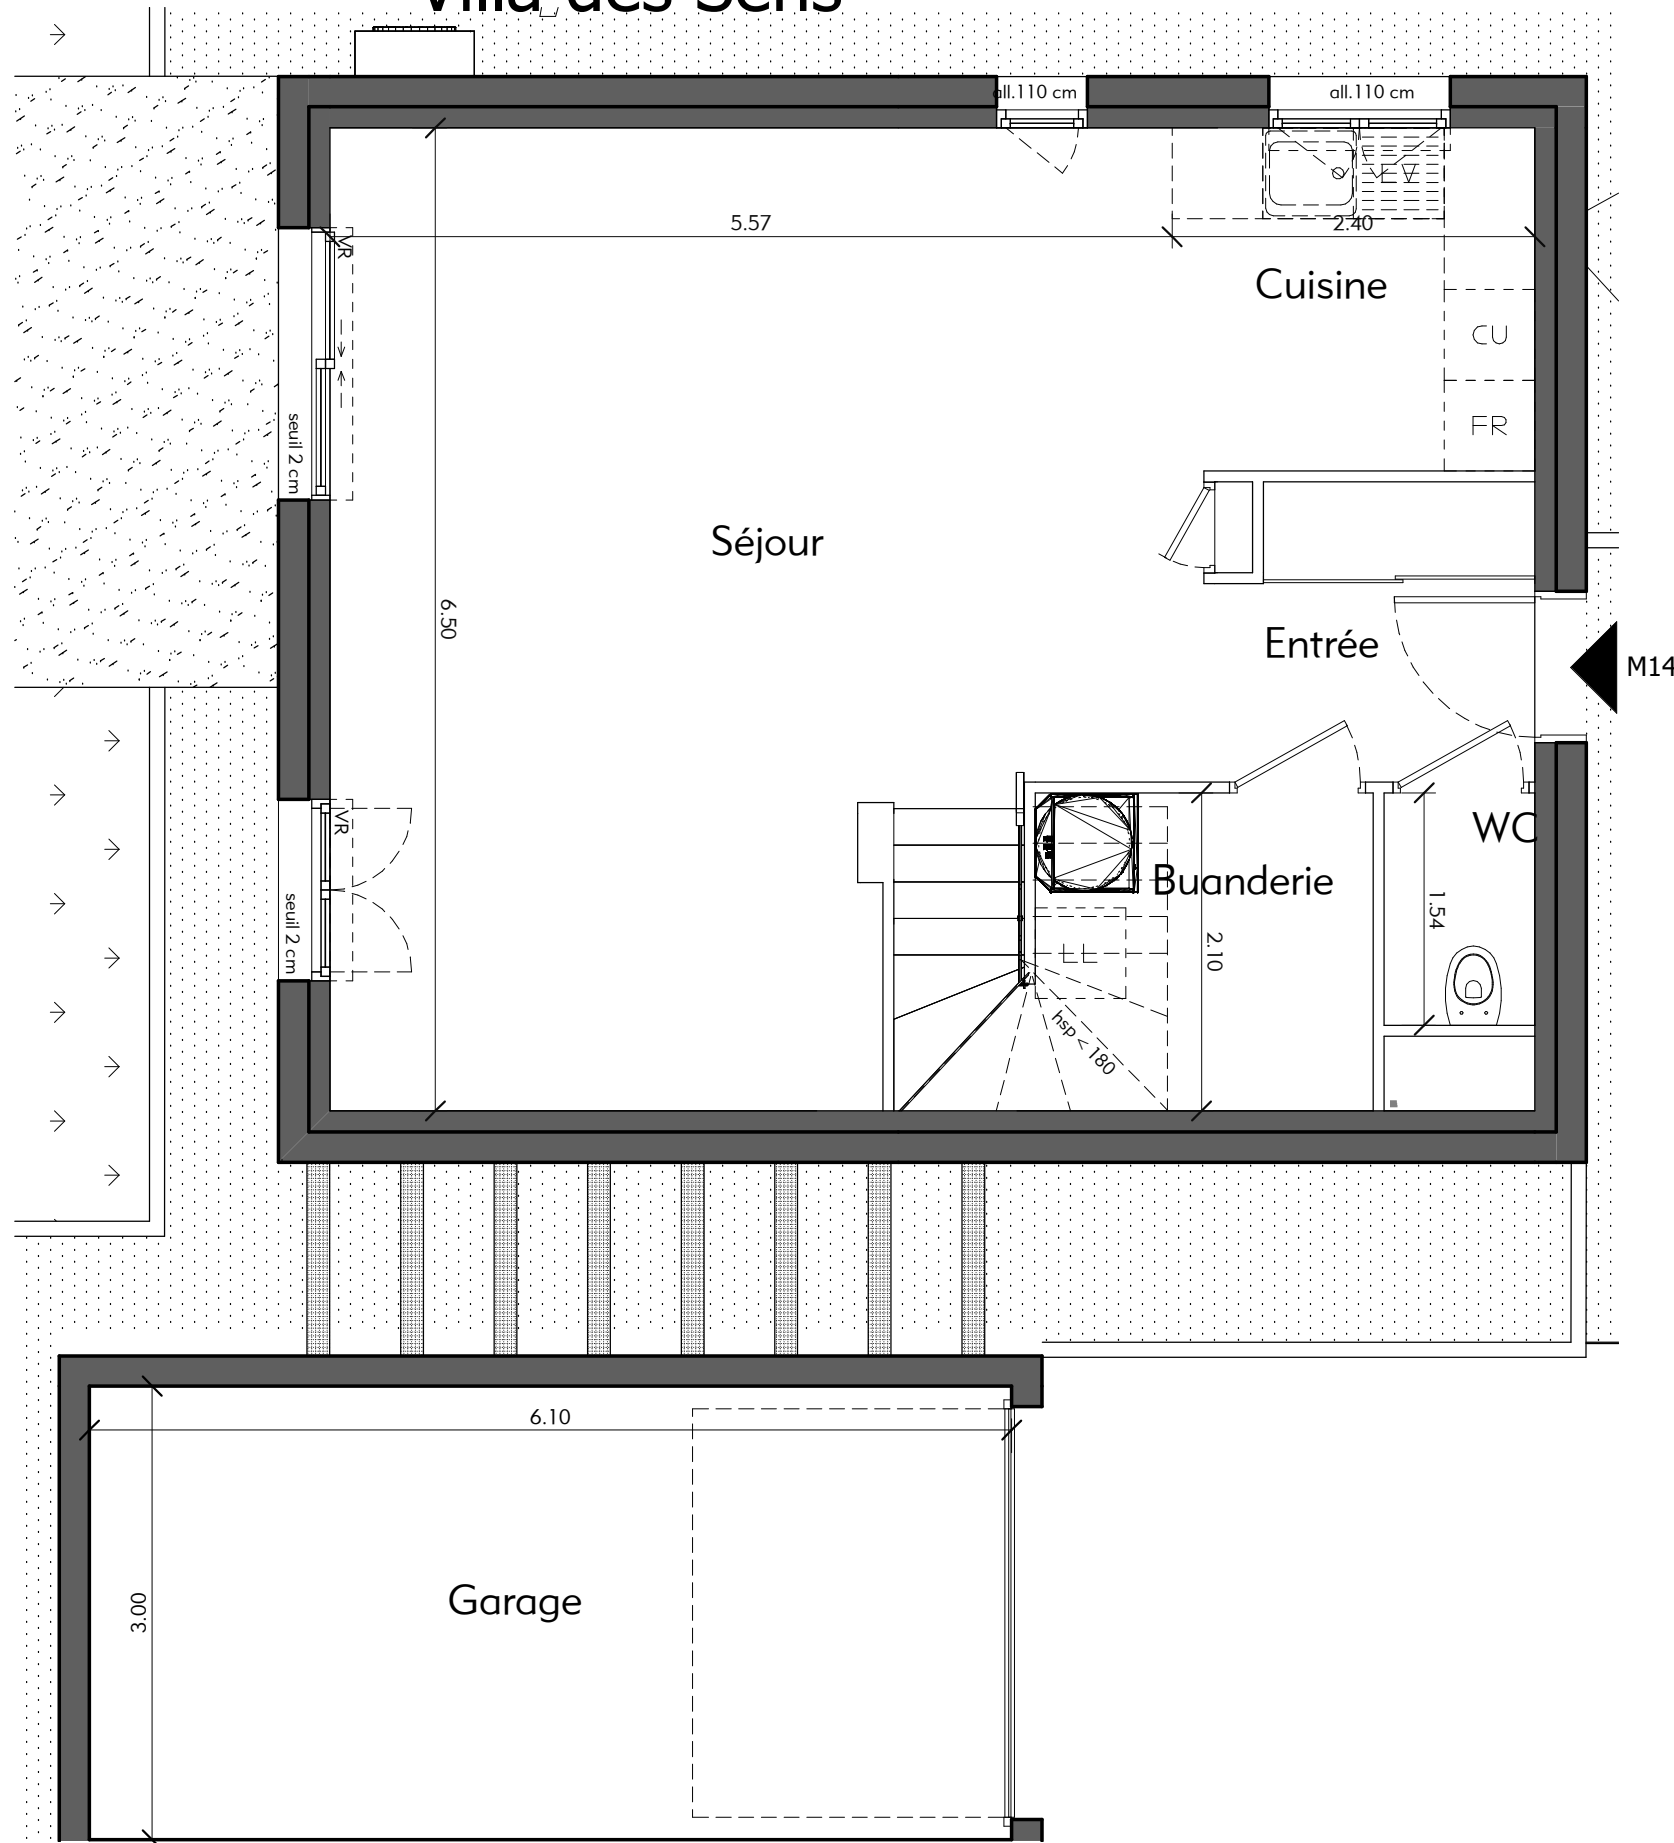 Villa des Sens
all.110 cm
all.110 cm
LV
VR
5.57
2.40
Cuisine
CU
FR
seuil 2 cm
Séjour
6.50
Entrée
M14
VR
WC
Buanderie
seuil 2 cm
1.54
2.10
LL
hsp < 180
6.10
Garage
3.00